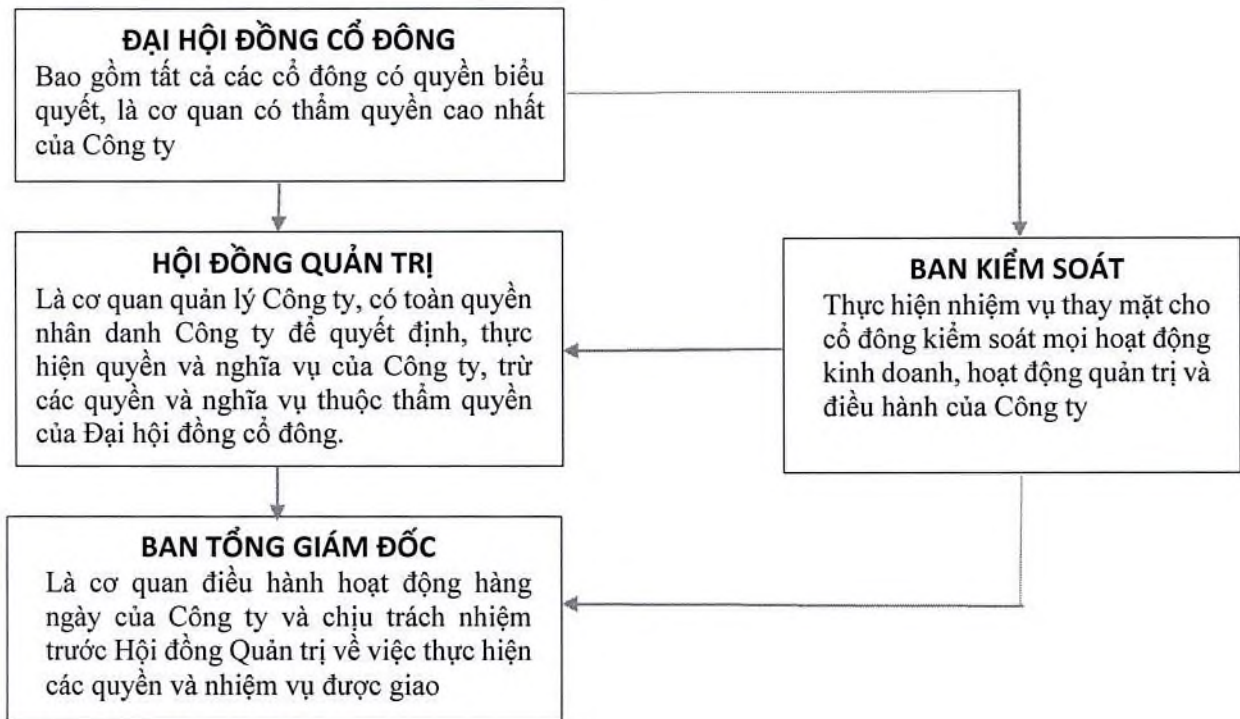 ĐẠI HỘI ĐỒNG CỔ ĐÔNG
Bao gồm tất cả các cổ đông có quyền biểu
quyết, là cơ quan có thẩm quyền cao nhất
của Công ty
HỘI ĐỒNG QUẢN TRỊ
Là cơ quan quản lý Công ty, có toàn quyền
nhân danh Công ty để quyết định, thực
hiện quyền và nghĩa vụ của Công ty, trừ
các quyền và nghĩa vụ thuộc thẩm quyền
của Đại hội đồng cổ đông.
BAN KIỂM SOÁT
Thực hiện nhiệm vụ thay mặt cho
cổ đông kiểm soát mọi hoạt động
kinh doanh, hoạt động quản trị và
điều hành của Công ty
BAN TỔNG GIÁM ĐỐC
Là cơ quan điều hành hoạt động hàng
ngày của Công ty và chịu trách nhiệm
trước Hội đồng Quản trị về việc thực hiện
các quyền và nhiệm vụ được giao